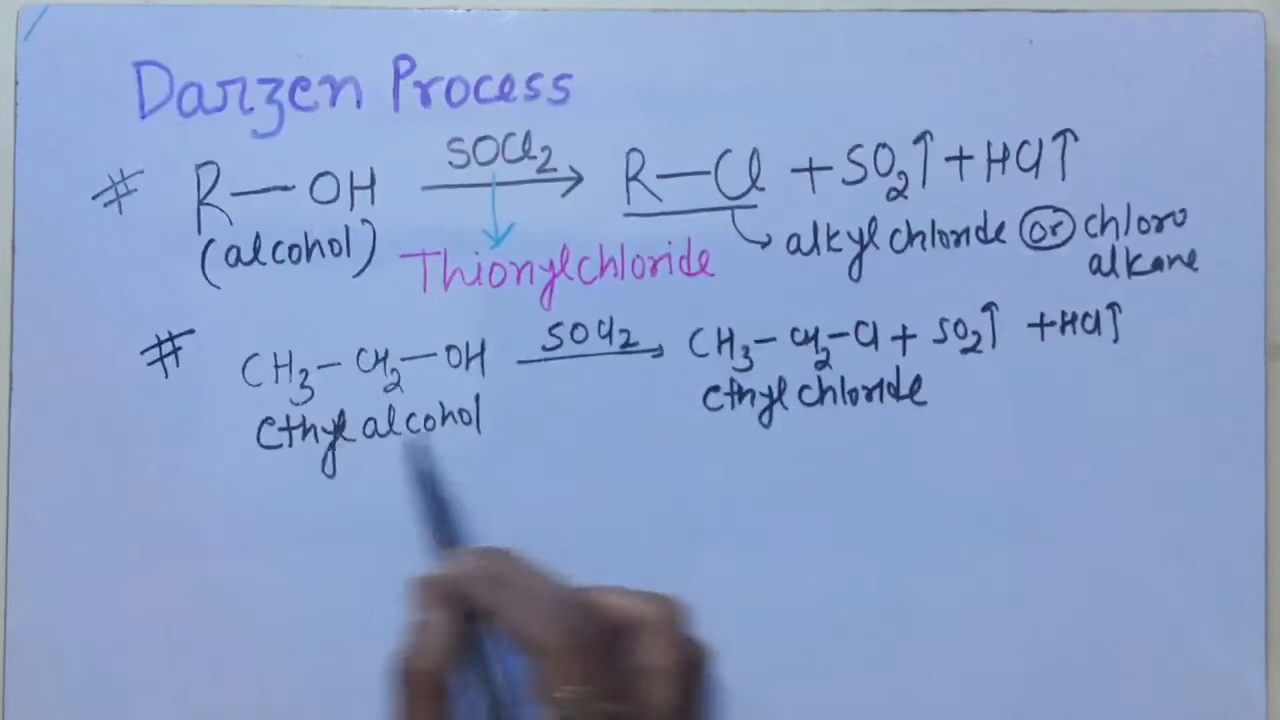 Darzen Process
# R—OH SOCl2 → R—Cl + SO2↑ + HCl↑
(alcohol) Thionylchloride → alkyl chloride or chloro alkane
# CH3—CH2—OH SOCl2 → CH3—CH2—Cl + SO2↑ + HCl↑
Ethyl alcohol Ethyl chloride